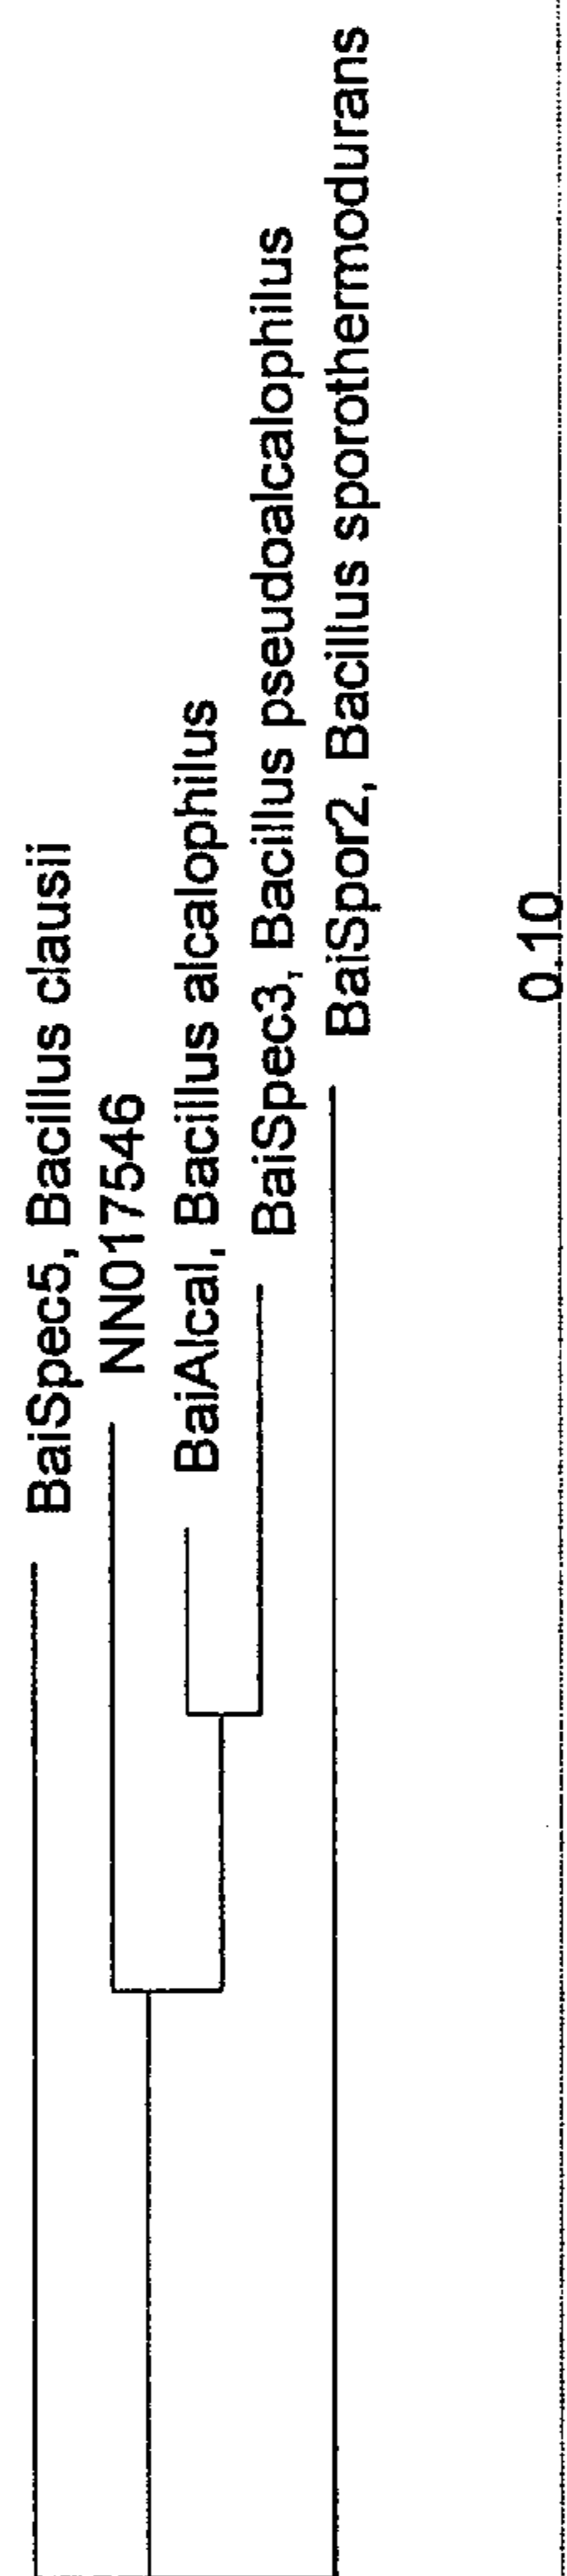 BaiSpec5, Bacillus clausii
NN017546
BaiAlcal, Bacillus alcalophilus
BaiSpec3, Bacillus pseudoalcalophilus
BaiSpor2, Bacillus sporothermodurans
0.10